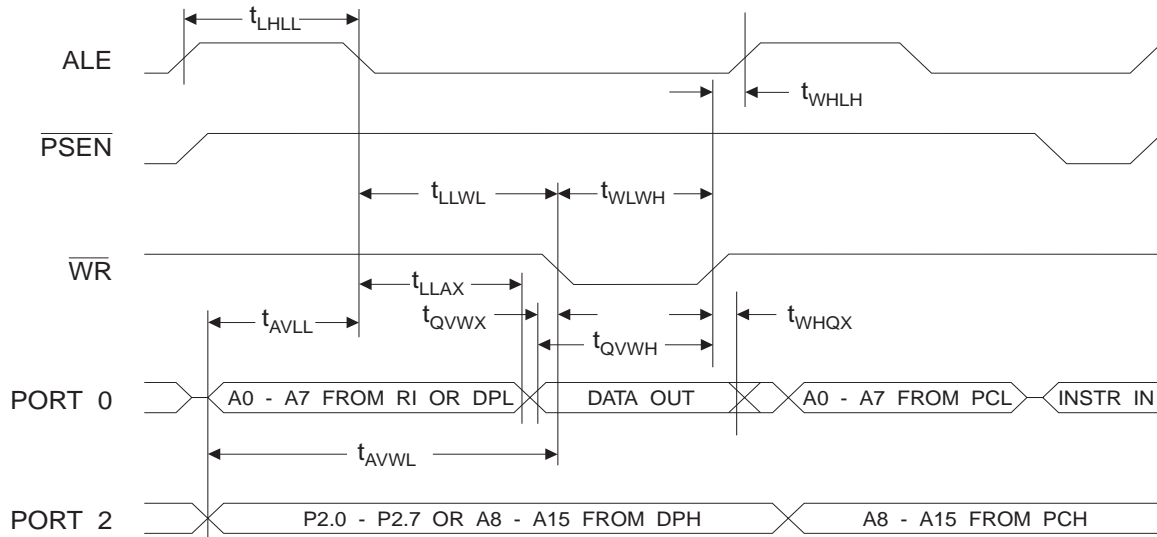 tLHLL
ALE
tWHLH
PSEN
tLLWL
tWLWH
WR
tLLAX
tAVLL
tQVWX
tWHQX
tQVWH
PORT 0
A0 - A7 FROM RI OR DPL
DATA OUT
A0 - A7 FROM PCL
INSTR IN
tAVWL
PORT 2
P2.0 - P2.7 OR A8 - A15 FROM DPH
A8 - A15 FROM PCH